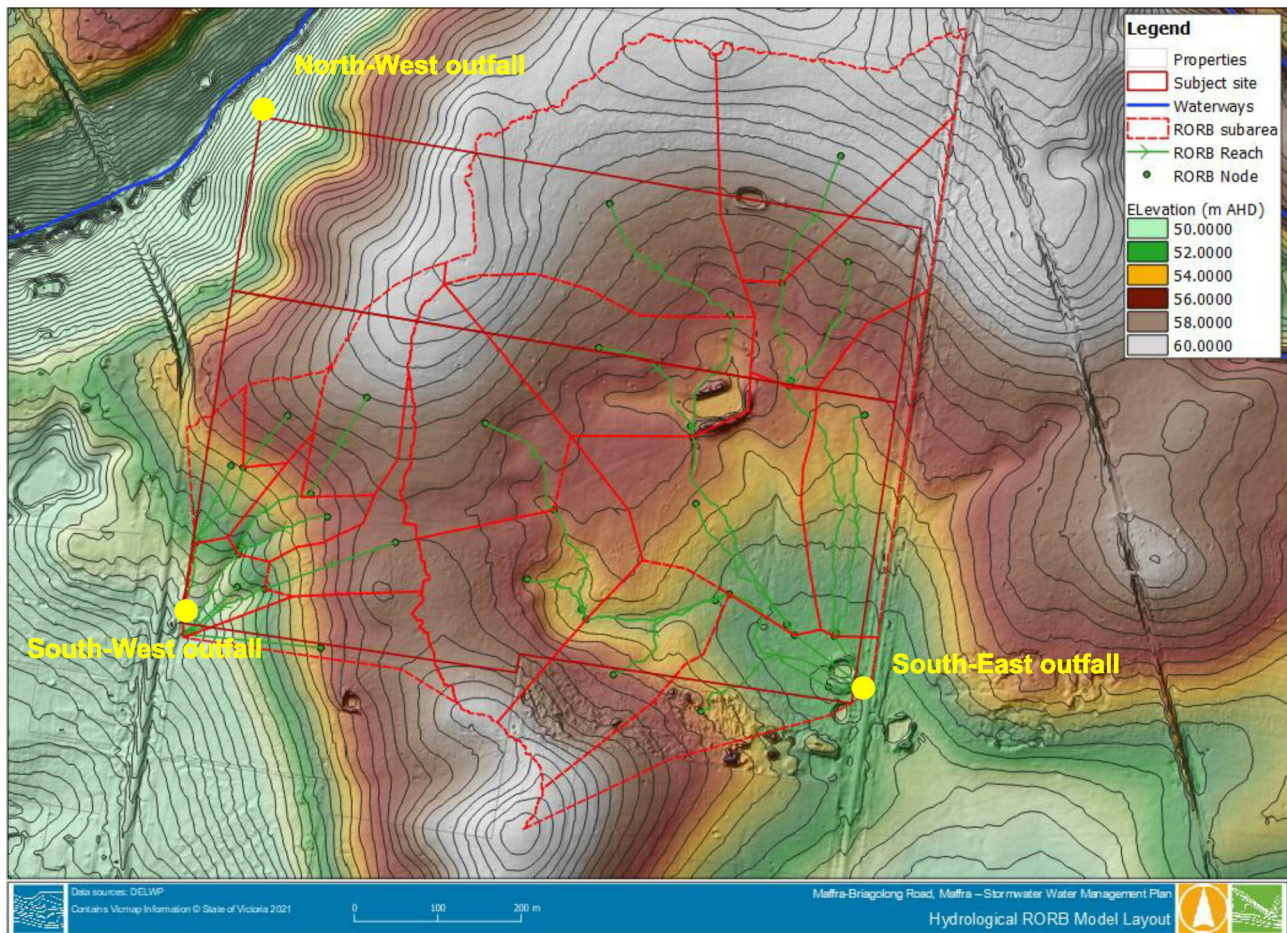 North-West outfall
South-West outfall
South-East outfall
Legend
Properties
Subject site
Waterways
RORB subarea
RORB Reach
RORB Node
ELevation (m AHD)
50.0000
52.0000
54.0000
56.0000
58.0000
60.0000
Data sources: DELWP
Contains Vicmap Information © State of Victoria 2021
0 100 200 m
Maffra-Briagolong Road, Maffra – Stormwater Water Management Plan
Hydrological RORB Model Layout